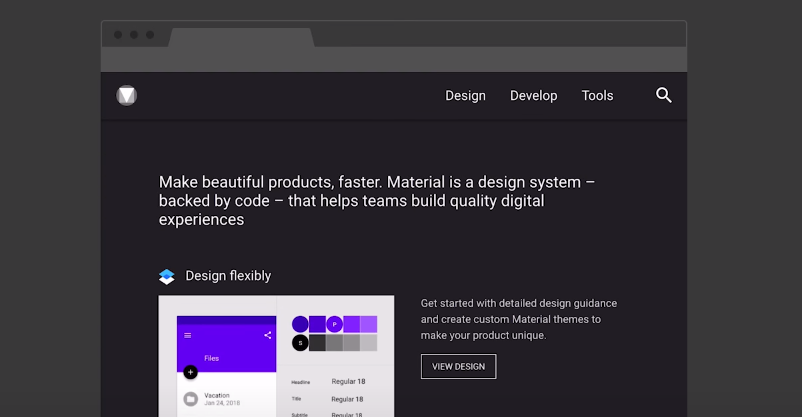 Design Develop Tools
Make beautiful products, faster. Material is a design system –
backed by code – that helps teams build quality digital
experiences
Design flexibly
Files
Vacation
Jan 24, 2018
P
S
Headline Regular 18
Title Regular 18
Subtitle Regular 18
Get started with detailed design guidance
and create custom Material themes to
make your product unique.
VIEW DESIGN